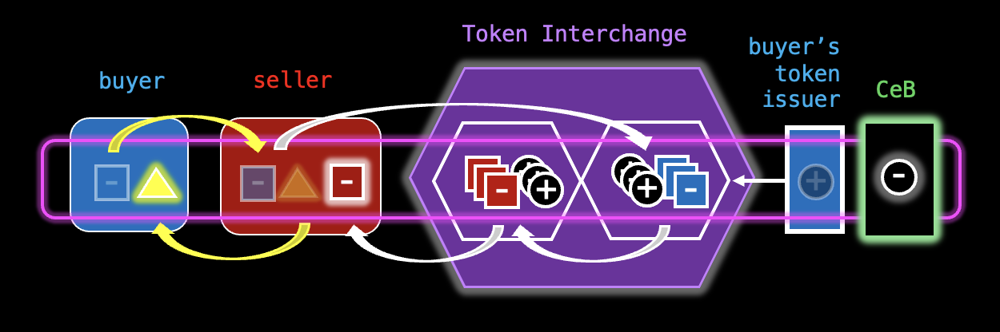 Token Interchange
buyer’s
token
issuer
buyer
seller
CeB
-
-
-
-
+
+
-
+
-